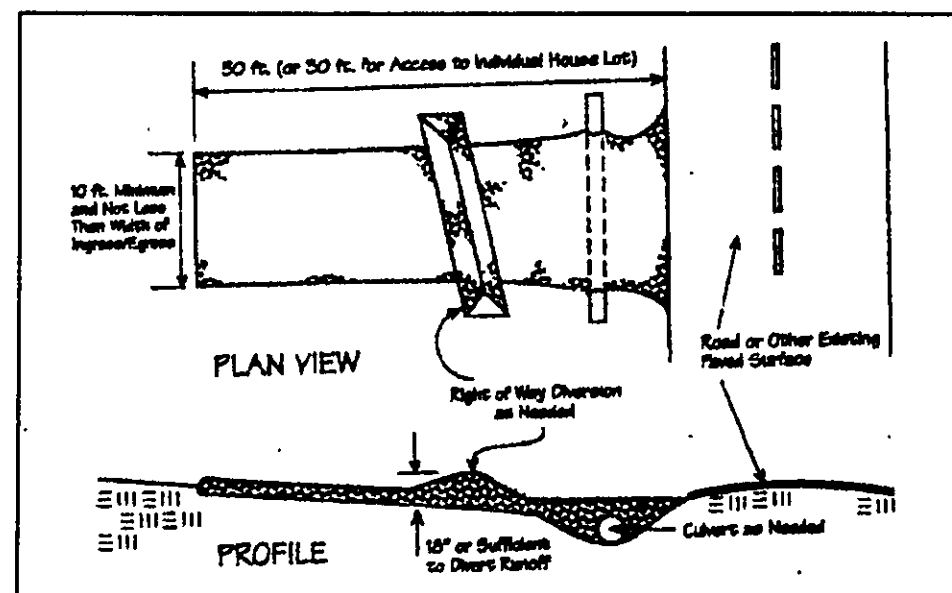 50 ft. (or 30 ft. for Access to Individual House Lot)
10 ft. Minimum
and Not Less
Than Width of
Ingress/Egress
PLAN VIEW
Road or Other Existing
Paved Surface
Right of Way Diversion
as Needed
Culvert as Needed
PROFILE
18" or Sufficient
to Divert Runoff